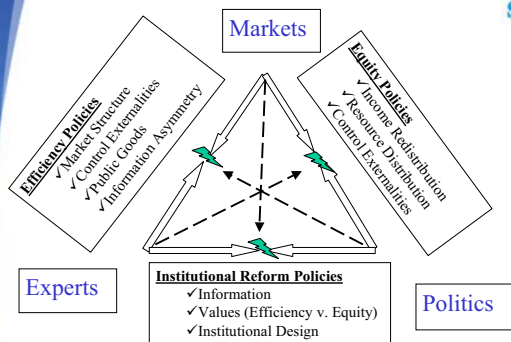 Markets
Efficiency Policies
✓Market Structure
✓Control Externalities
✓Public Goods
✓Information Asymmetry
Equity Policies
✓Income Redistribution
✓Resource Distribution
✓Control Externalities
Experts
Institutional Reform Policies
✓Information
✓Values (Efficiency v. Equity)
✓Institutional Design
Politics